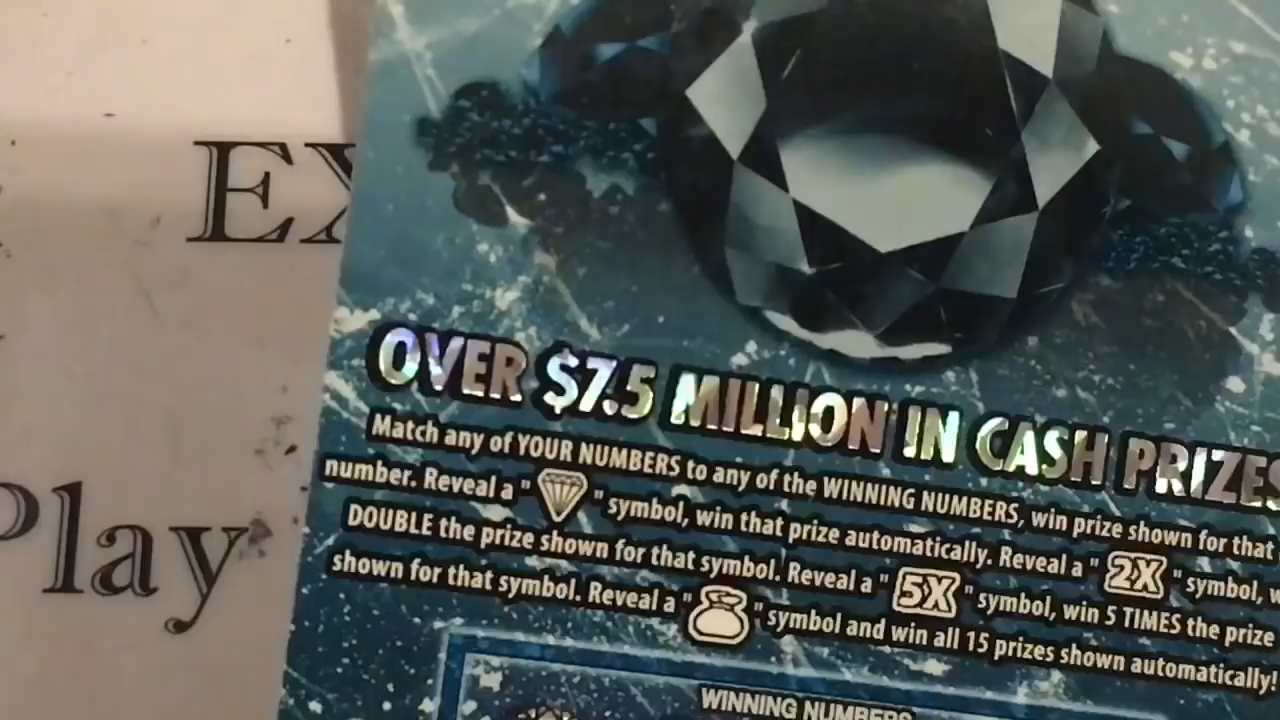 EX
Play
OVER $7.5 MILLION IN CASH PRIZES
Match any of YOUR NUMBERS to any of the WINNING NUMBERS, win prize shown for that
number. Reveal a " " symbol, win that prize automatically. Reveal a " 2X " symbol, w
DOUBLE the prize shown for that symbol. Reveal a " 5X " symbol, win 5 TIMES the prize
shown for that symbol. Reveal a " " symbol and win all 15 prizes shown automatically!
WINNING NUMBERS